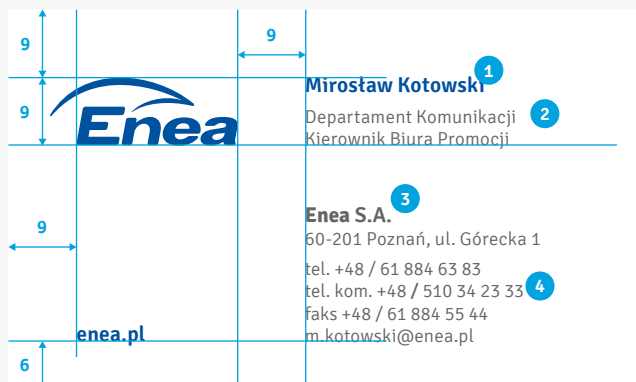 9
9
9
9
6
Enea
enea.pl
Mirosław Kotowski
1
Departament Komunikacji
2
Kierownik Biura Promocji
3
Enea S.A.
60-201 Poznań, ul. Górecka 1
tel. +48 / 61 884 63 83
tel. kom. +48 / 510 34 23 33
4
faks +48 / 61 884 55 44
m.kotowski@enea.pl